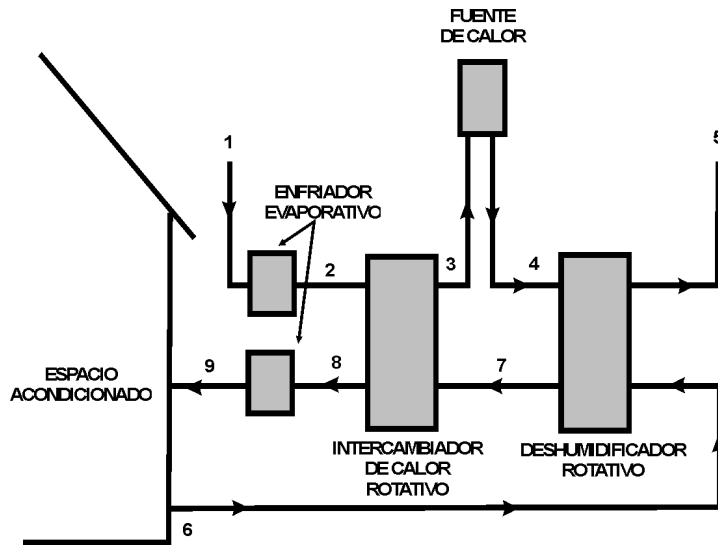 FUENTE
DE CALOR
1
5
ENFRIADOR
EVAPORATIVO
2
3
4
9
8
7
ESPACIO
ACONDICIONADO
INTERCAMBIADOR
DE CALOR
ROTATIVO
DESHUMIDIFICADOR
ROTATIVO
6